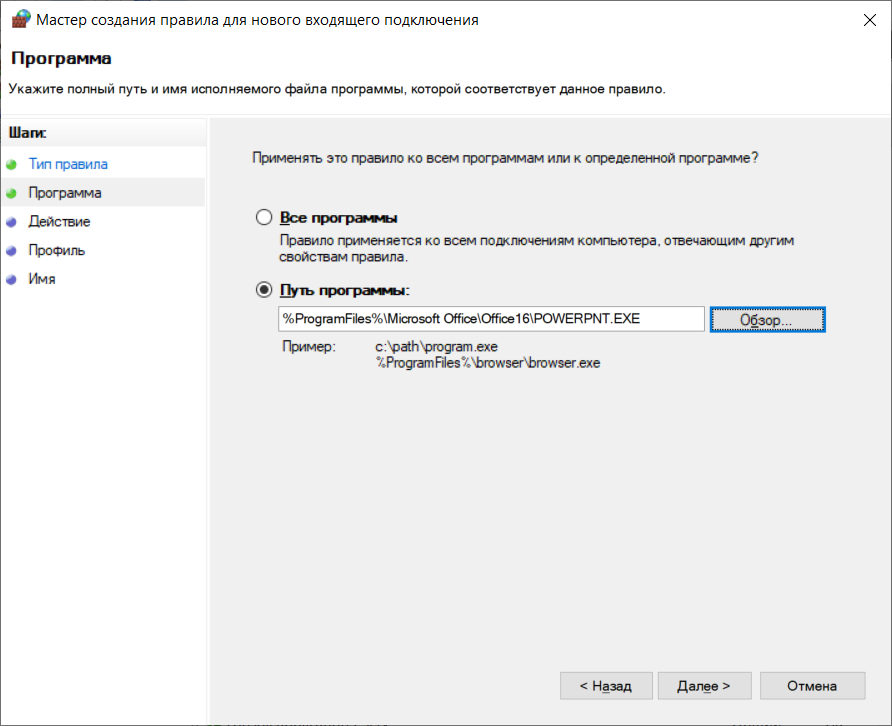 Мастер создания правила для нового входящего подключения
Программа
Укажите полный путь и имя исполняемого файла программы, которой соответствует данное правило.
Шаги:
Тип правила
Программа
Действие
Профиль
Имя
Применять это правило ко всем программам или к определенной программе?
Все программы
Правило применяется ко всем подключениям компьютера, отвечающим другим
свойствам правила.
Путь программы:
%ProgramFiles%\Microsoft Office\Office16\POWERPNT.EXE
Обзор...
Пример:
c:\path\program.exe
%ProgramFiles%\browser\browser.exe
< Назад
Далее >
Отмена